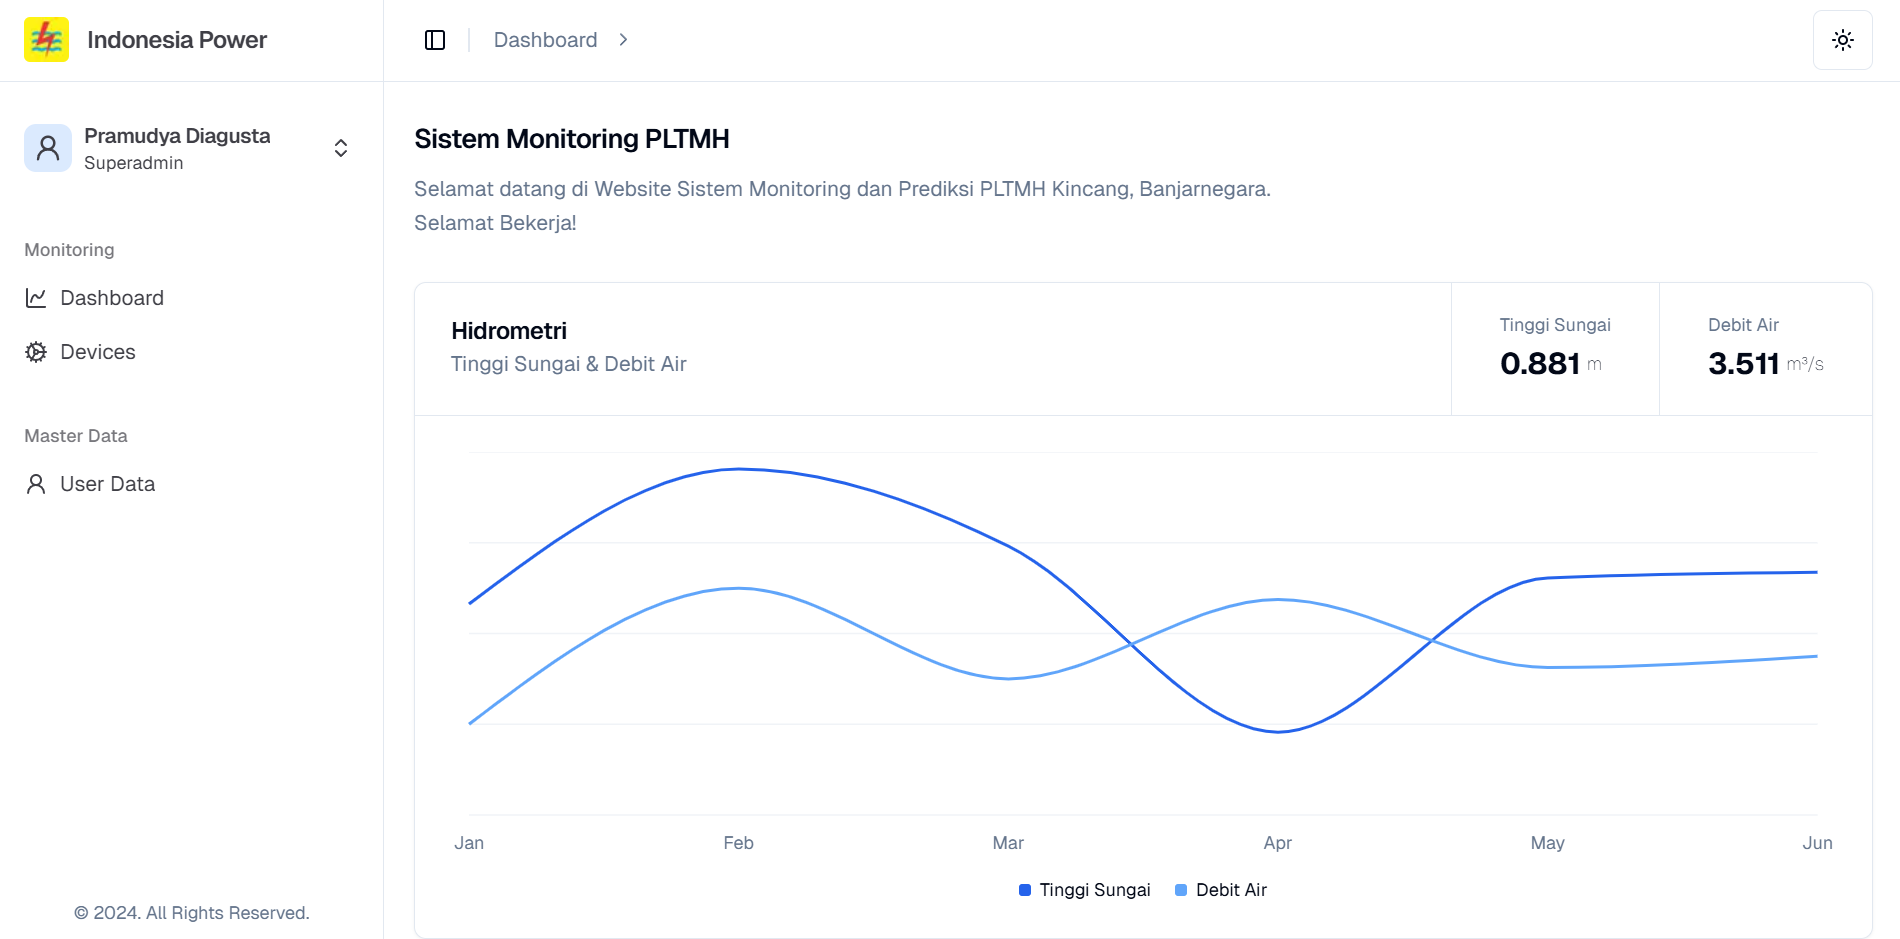 Indonesia Power
Dashboard
Pramudya Diagusta
Superadmin
Monitoring
Dashboard
Devices
Master Data
User Data
© 2024. All Rights Reserved.
Sistem Monitoring PLTMH
Selamat datang di Website Sistem Monitoring dan Prediksi PLTMH Kincang, Banjarnegara.
Selamat Bekerja!
Hidrometri
Tinggi Sungai & Debit Air
Tinggi Sungai
0.881 m
Debit Air
3.511 m³/s
Jan Feb Mar Apr May Jun
Tinggi Sungai Debit Air